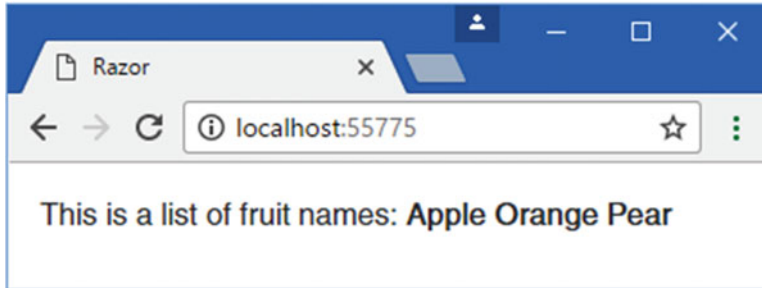 Razor
localhost:55775
This is a list of fruit names: Apple Orange Pear